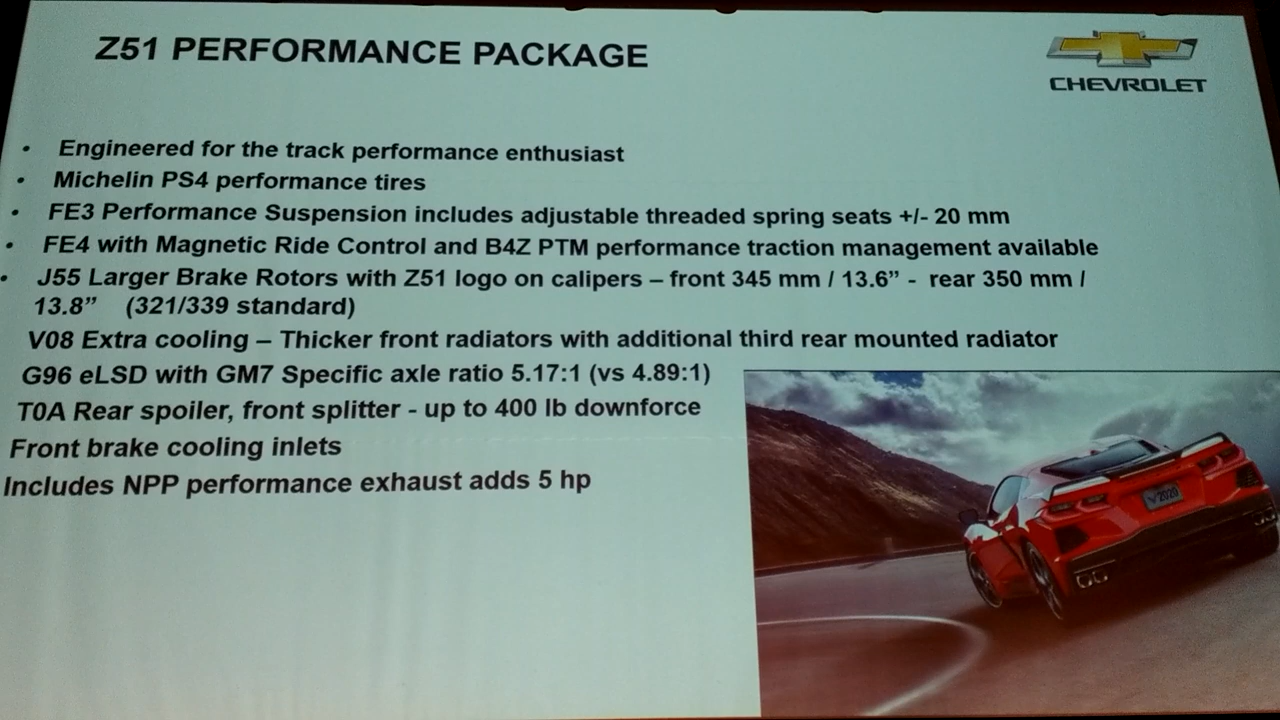 Z51 PERFORMANCE PACKAGE
CHEVROLET
• Engineered for the track performance enthusiast
• Michelin PS4 performance tires
• FE3 Performance Suspension includes adjustable threaded spring seats +/- 20 mm
• FE4 with Magnetic Ride Control and B4Z PTM performance traction management available
• J55 Larger Brake Rotors with Z51 logo on calipers – front 345 mm / 13.6” - rear 350 mm /
13.8” (321/339 standard)
V08 Extra cooling – Thicker front radiators with additional third rear mounted radiator
G96 eLSD with GM7 Specific axle ratio 5.17:1 (vs 4.89:1)
T0A Rear spoiler, front splitter - up to 400 lb downforce
Front brake cooling inlets
Includes NPP performance exhaust adds 5 hp
2020